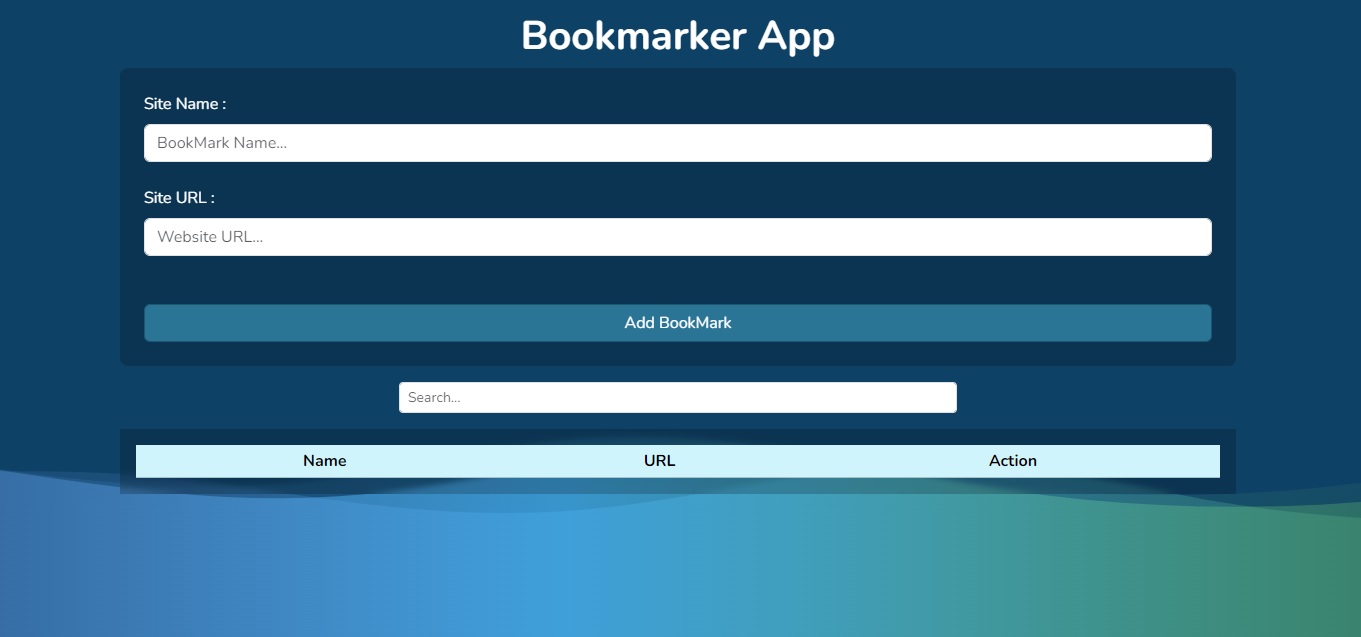 Bookmarker App
Site Name :
BookMark Name...
Site URL :
Website URL...
Add BookMark
Search...
Name URL Action